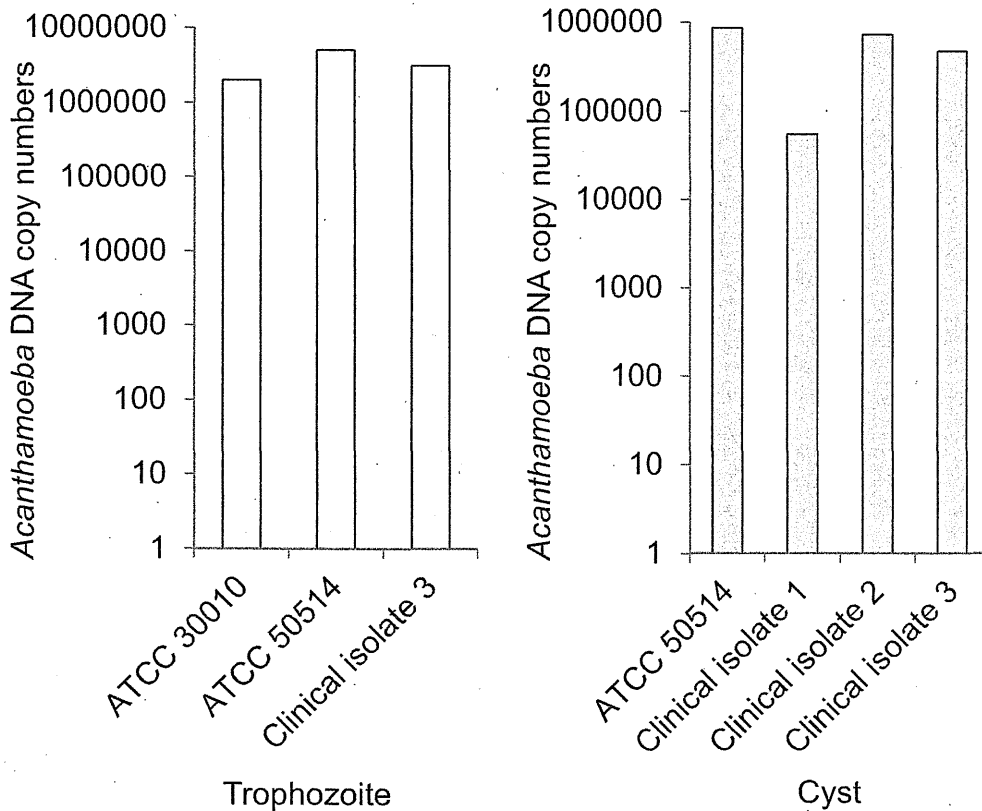 Acanthamoeba DNA copy numbers
10000000
1000000
100000
10000
1000
100
10
1
ATCC 30010
ATCC 50514
Clinical isolate 3
Trophozoite
Acanthamoeba DNA copy numbers
1000000
100000
10000
1000
100
10
1
ATCC 50514
Clinical isolate 1
Clinical isolate 2
Clinical isolate 3
Cyst